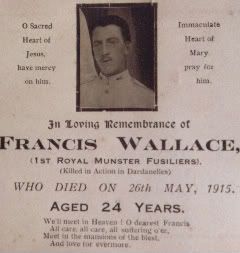 O Sacred
Heart of
Jesus,
have mercy
on him.
Immaculate
Heart of
Mary
pray for
him.
In Loving Remembrance of
FRANCIS WALLACE,
(1ST ROYAL MUNSTER FUSILIERS).
(Killed in Action in Dardanelles)
WHO DIED ON 26TH MAY, 1915.
AGED 24 YEARS.
We'll meet in Heaven ! O dearest Francis
All care, all care, all suffering o'er,
Meet in the mansions of the blest,
And love for evermore.